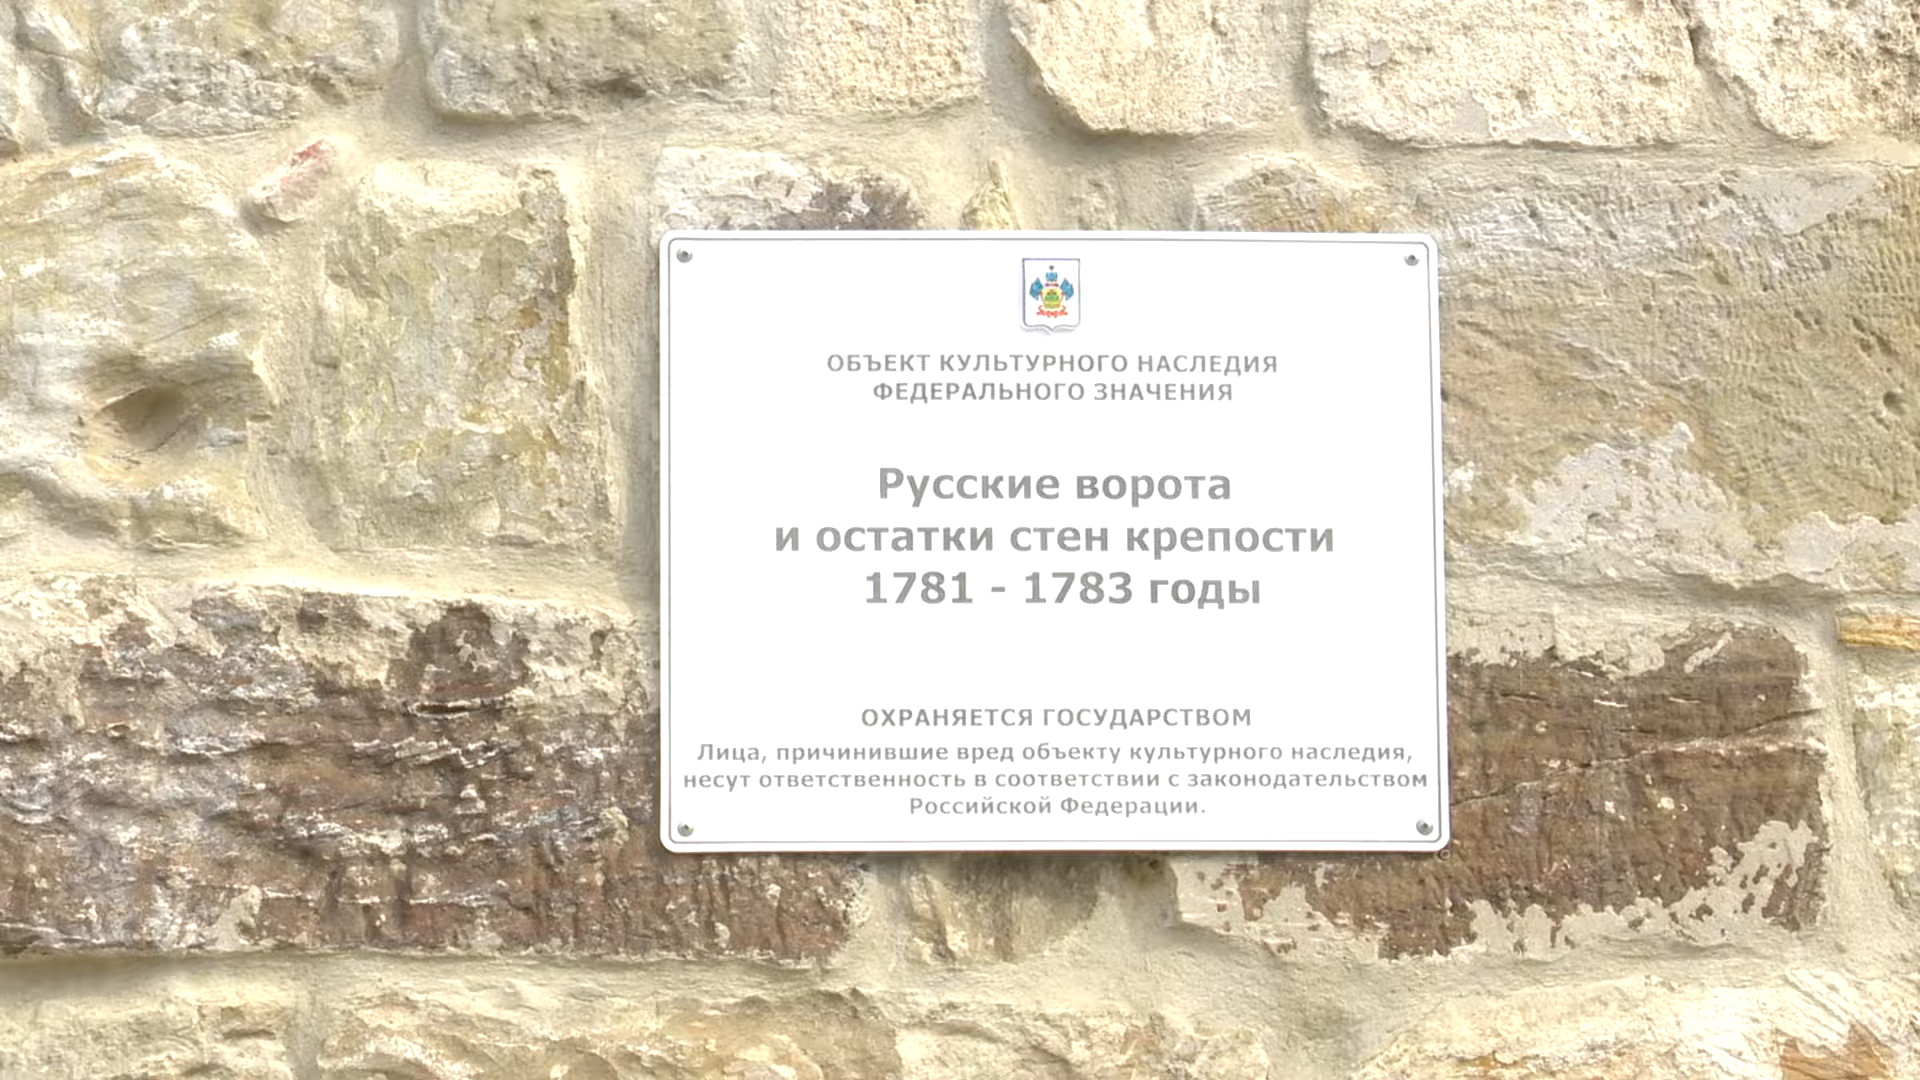 ОБЪЕКТ КУЛЬТУРНОГО НАСЛЕДИЯ
ФЕДЕРАЛЬНОГО ЗНАЧЕНИЯ
Русские ворота
и остатки стен крепости
1781 - 1783 годы
ОХРАНЯЕТСЯ ГОСУДАРСТВОМ
Лица, причинившие вред объекту культурного наследия,
несут ответственность в соответствии с законодательством
Российской Федерации.